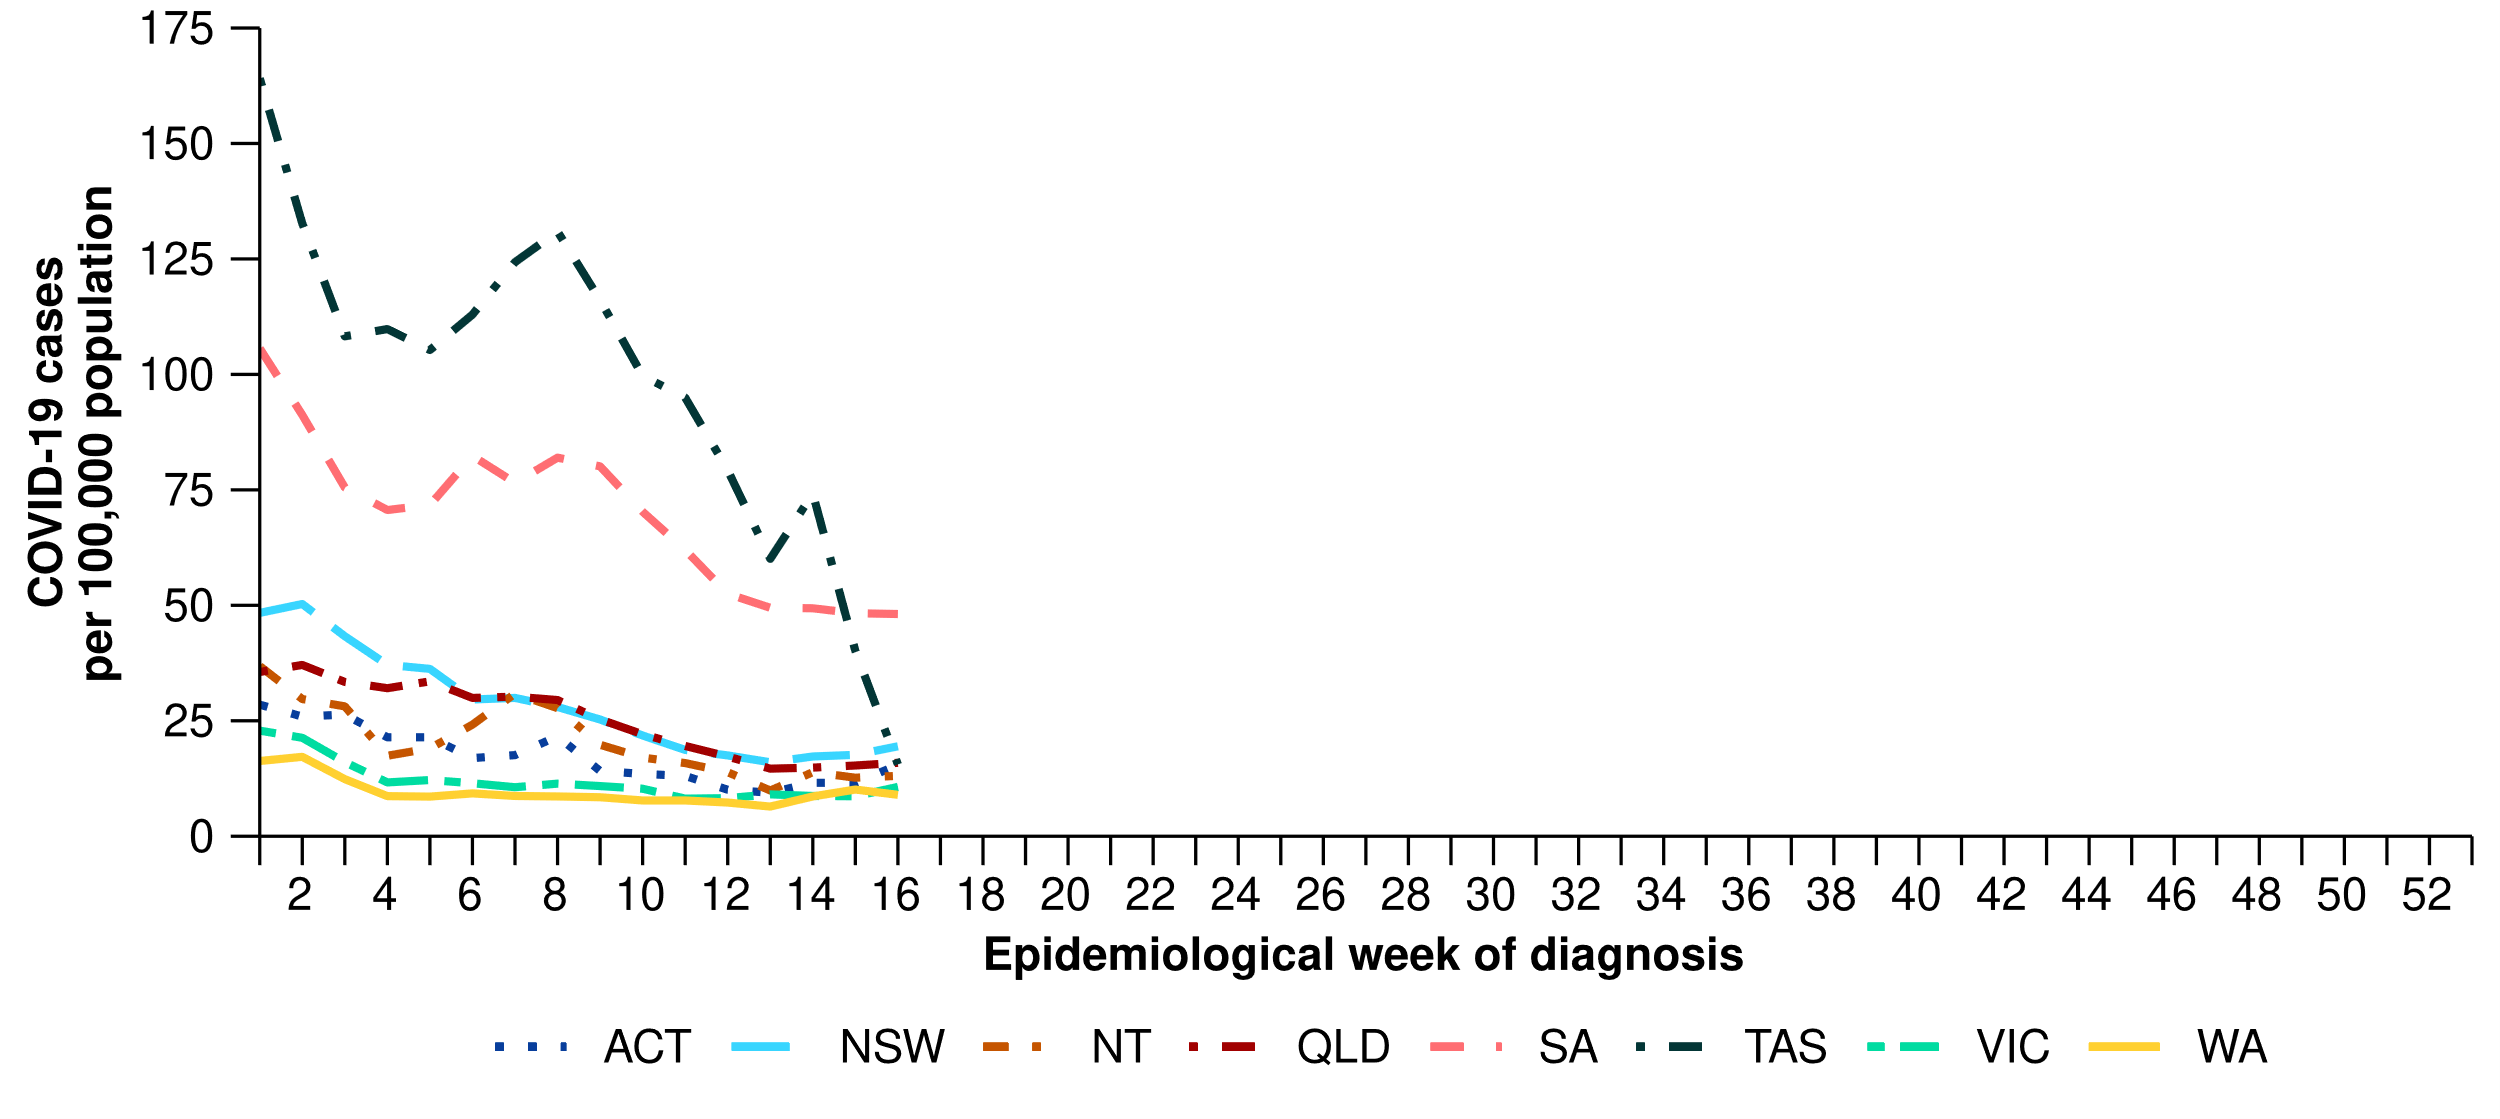 COVID-19 cases
per 100,000 population
175
150
125
100
75
50
25
0
2 4 6 8 10 12 14 16 18 20 22 24 26 28 30 32 34 36 38 40 42 44 46 48 50 52
Epidemiological week of diagnosis
ACT NSW NT QLD SA TAS VIC WA